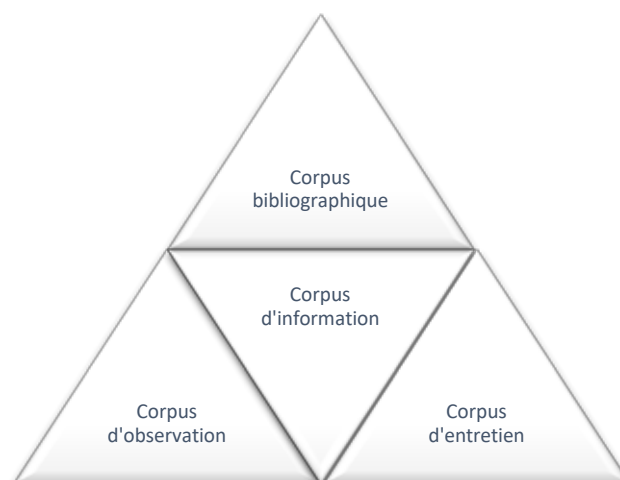 Corpus
bibliographique
Corpus
d'information
Corpus
d'observation
Corpus
d'entretien